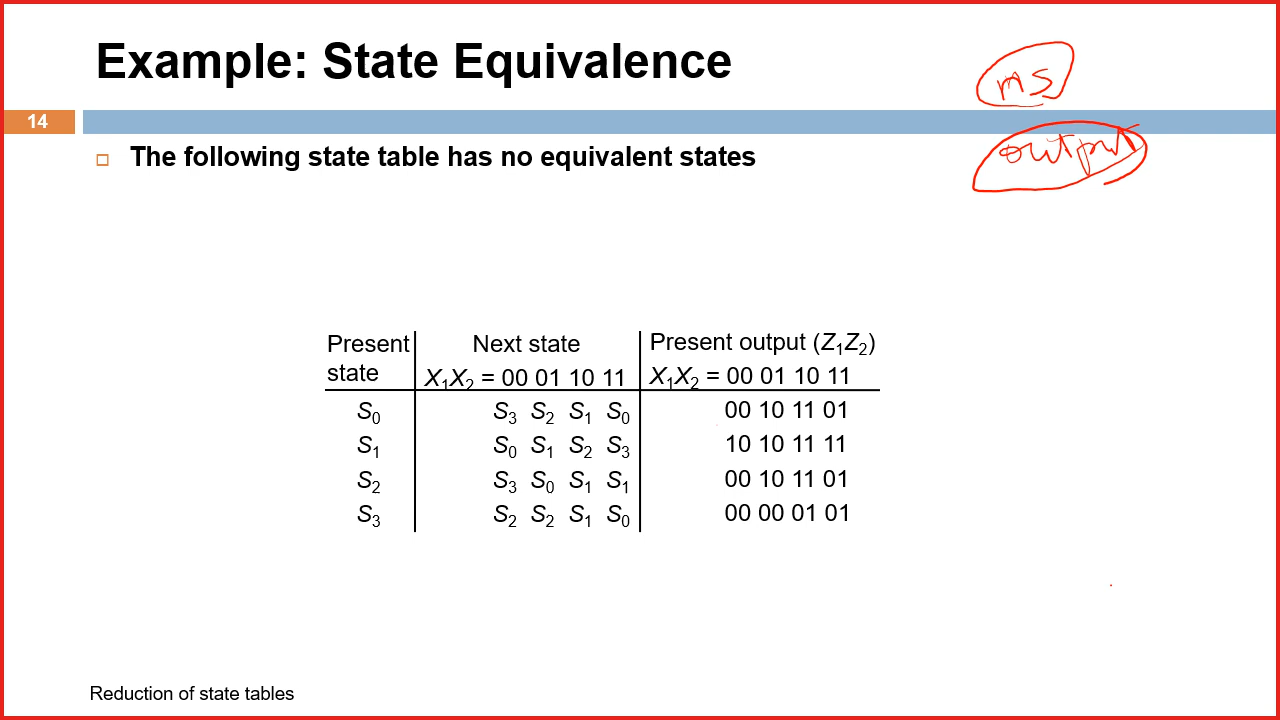 Example: State Equivalence
ns
output
14
The following state table has no equivalent states
Present state Next state Present output (Z1Z2)
X1X2 = 00 01 10 11 X1X2 = 00 01 10 11
S0 S3 S2 S1 S0 00 10 11 01
S1 S0 S1 S2 S3 10 10 11 11
S2 S3 S0 S1 S1 00 10 11 01
S3 S2 S2 S1 S0 00 00 01 01
Reduction of state tables